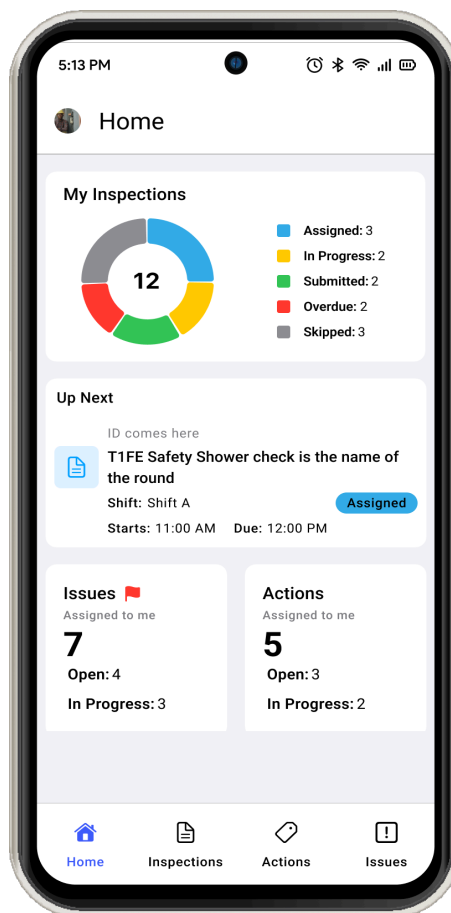 5:13 PM
Home
My Inspections
12
Assigned: 3
In Progress: 2
Submitted: 2
Overdue: 2
Skipped: 3
Up Next
ID comes here
T1FE Safety Shower check is the name of
the round
Shift: Shift A
Assigned
Starts: 11:00 AM Due: 12:00 PM
Issues
Assigned to me
7
Open: 4
In Progress: 3
Actions
Assigned to me
5
Open: 3
In Progress: 2
Home
Inspections
Actions
Issues